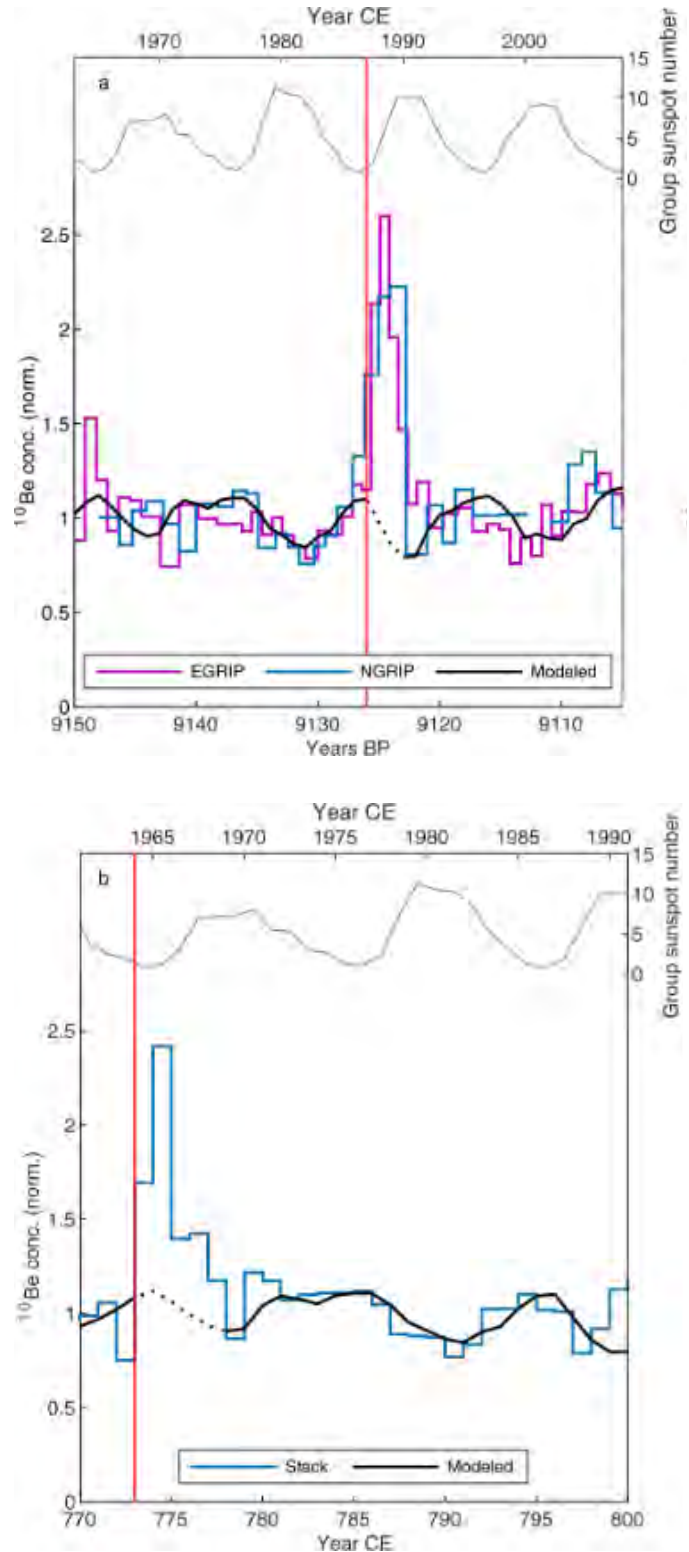 Year CE
1970 1980 1990 2000
a
15
10
5
0
Group sunspot number
2.5
2
1.5
1
0.5
0
¹⁰Be conc. (norm.)
EGRIP NGRIP Modeled
9150 9140 9130 9120 9110
Years BP
Year CE
1965 1970 1975 1980 1985 1990
b
15
10
5
0
Group sunspot number
2.5
2
1.5
1
0.5
0
¹⁰Be conc. (norm.)
Stack Modeled
770 775 780 785 790 795 800
Year CE